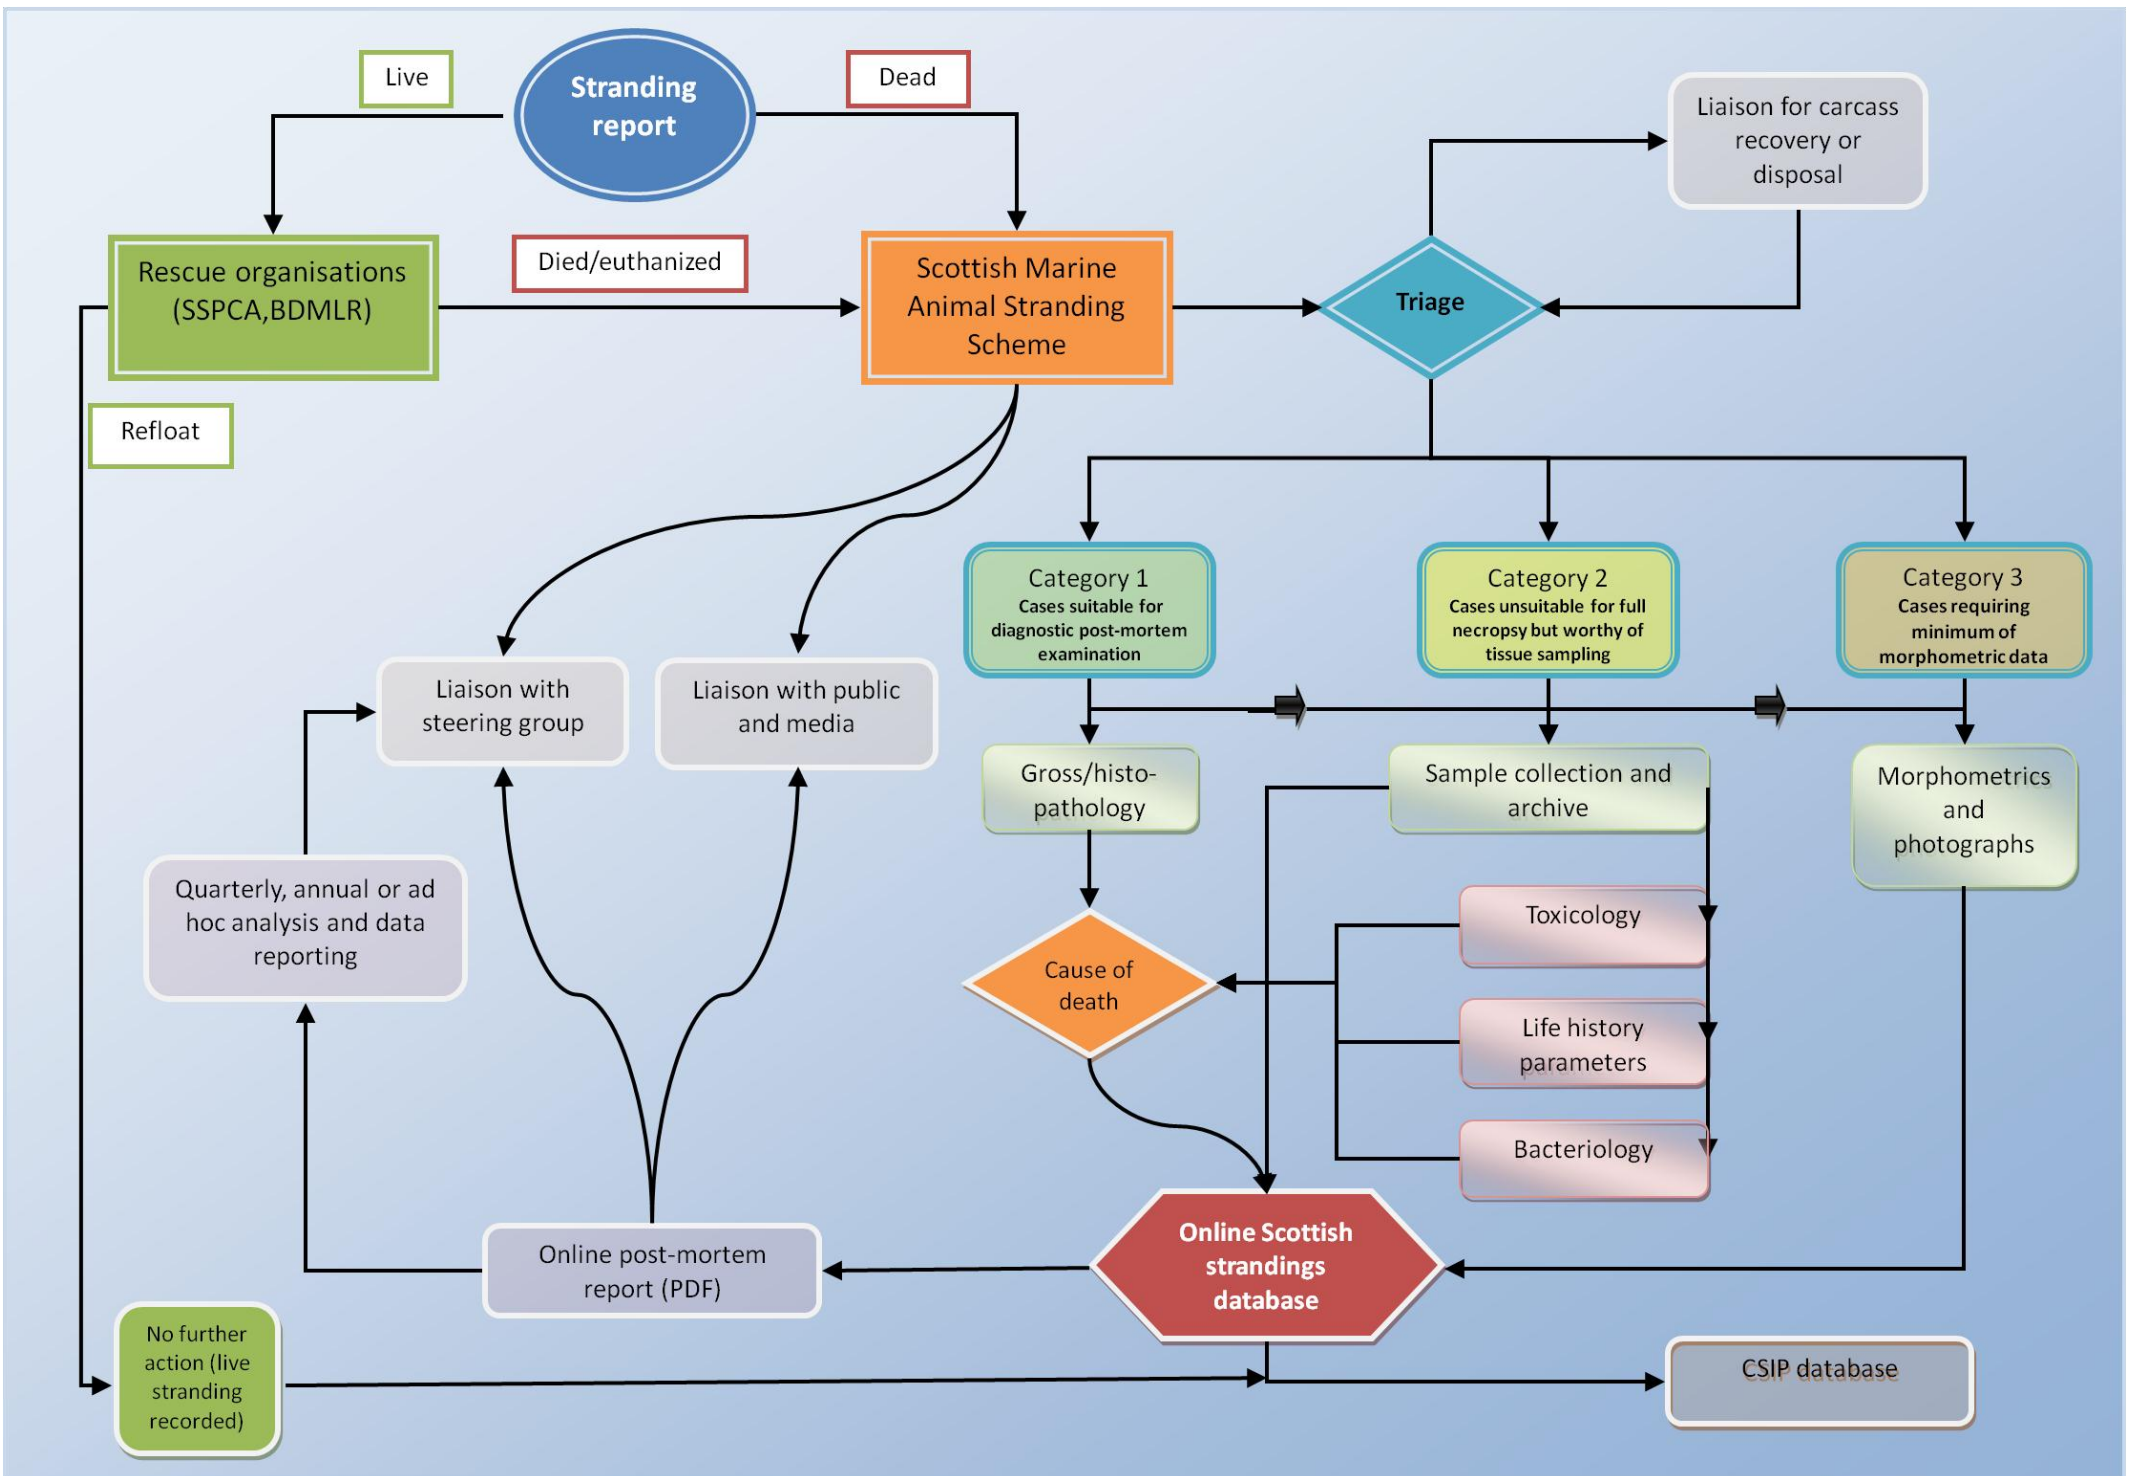 Live
Stranding
report
Dead
Liaison for carcass
recovery or
disposal
Rescue organisations
(SSPCA,BDMLR)
Died/euthanized
Scottish Marine
Animal Stranding
Scheme
Triage
Refloat
Category 1
Cases suitable for
diagnostic post-mortem
examination
Category 2
Cases unsuitable for full
necropsy but worthy of
tissue sampling
Category 3
Cases requiring
minimum of
morphometric data
Liaison with
steering group
Liaison with public
and media
Gross/histo-
pathology
Sample collection and
archive
Morphometrics
and
photographs
Quarterly, annual or ad
hoc analysis and data
reporting
Cause of
death
Toxicology
Life history
parameters
Bacteriology
Online post-mortem
report (PDF)
Online Scottish
strandings
database
No further
action (live
stranding
recorded)
CSIP database